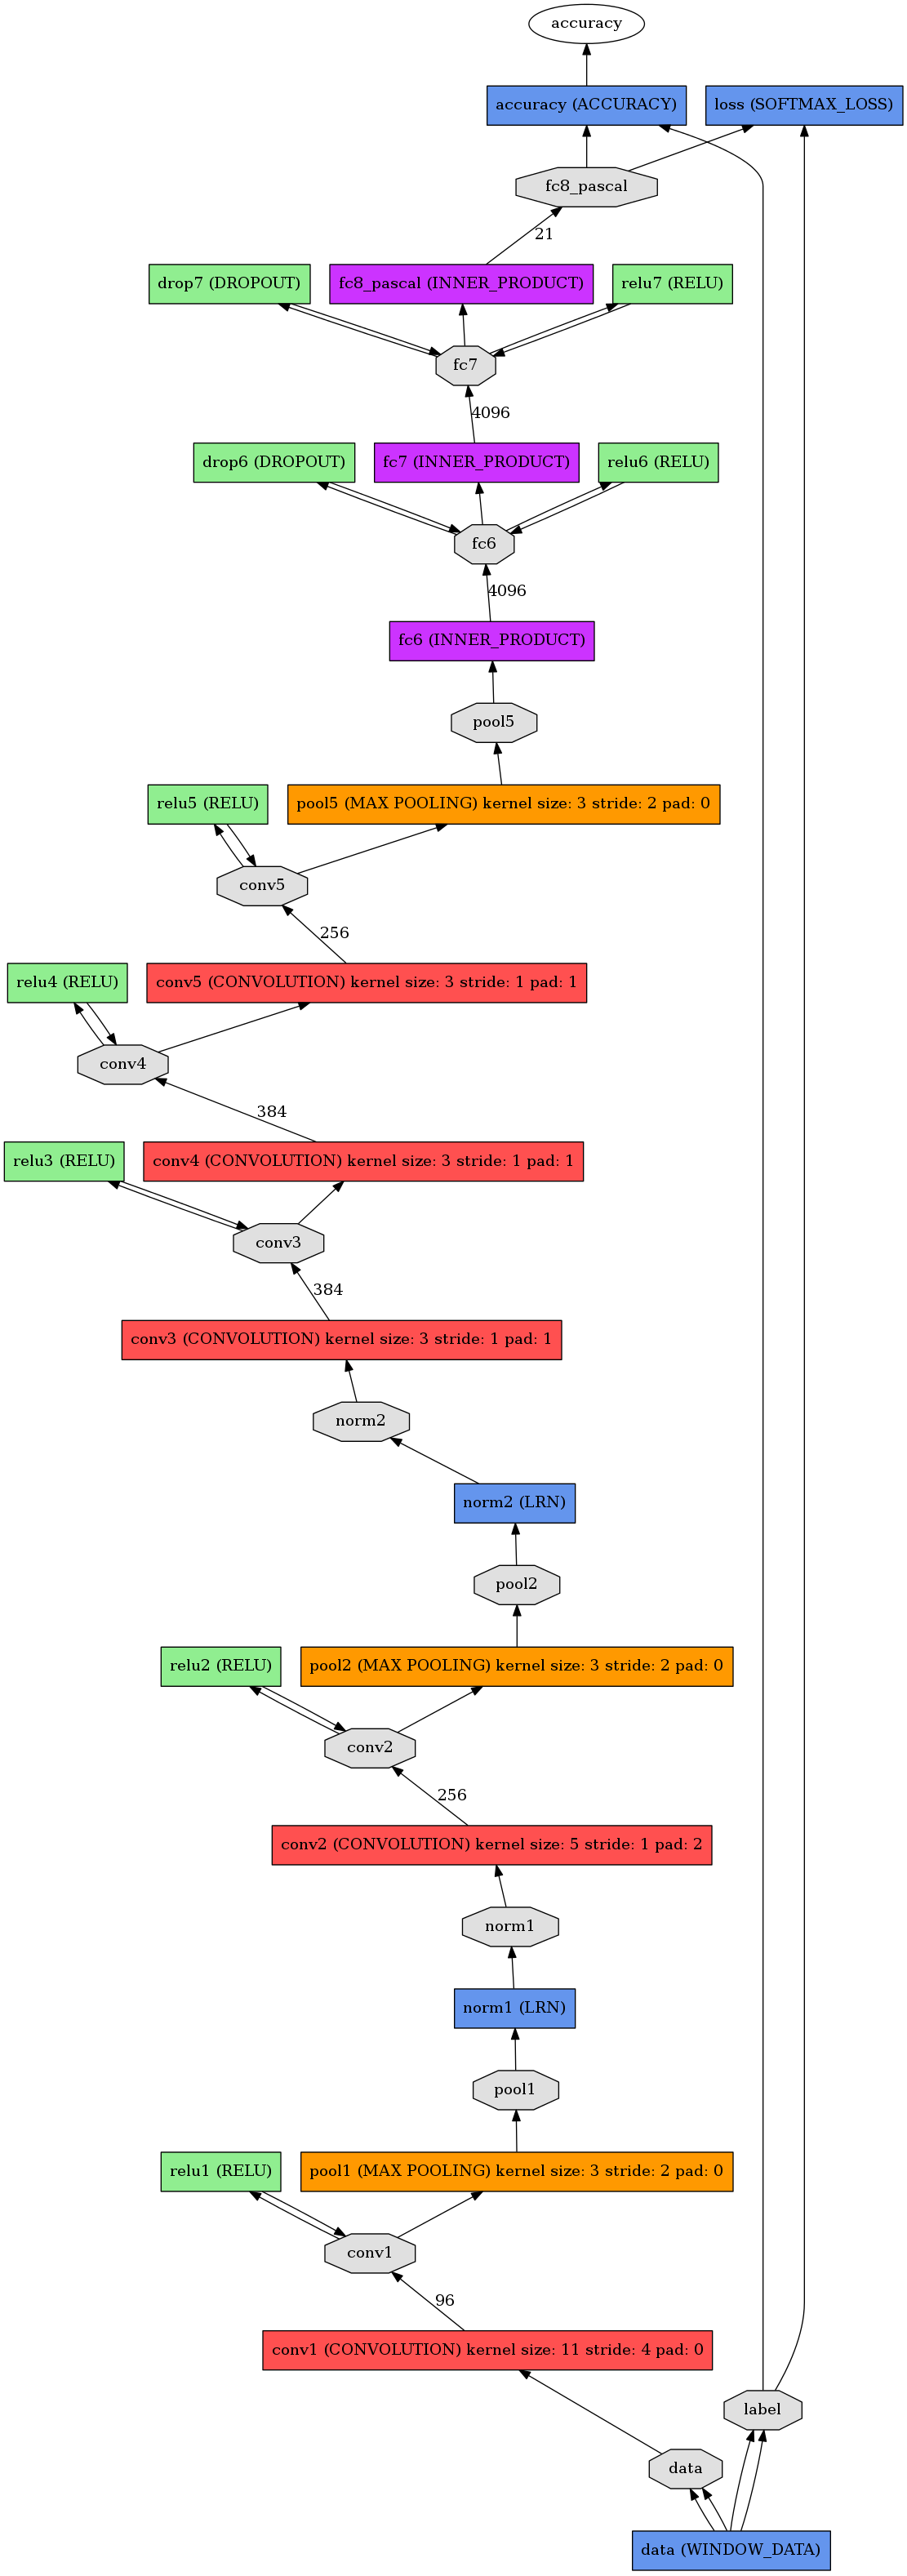 accuracy
accuracy (ACCURACY)
loss (SOFTMAX_LOSS)
fc8_pascal
21
drop7 (DROPOUT)
fc8_pascal (INNER_PRODUCT)
relu7 (RELU)
fc7
4096
drop6 (DROPOUT)
fc7 (INNER_PRODUCT)
relu6 (RELU)
fc6
4096
fc6 (INNER_PRODUCT)
pool5
relu5 (RELU)
pool5 (MAX POOLING) kernel size: 3 stride: 2 pad: 0
conv5
256
relu4 (RELU)
conv5 (CONVOLUTION) kernel size: 3 stride: 1 pad: 1
conv4
384
relu3 (RELU)
conv4 (CONVOLUTION) kernel size: 3 stride: 1 pad: 1
conv3
384
conv3 (CONVOLUTION) kernel size: 3 stride: 1 pad: 1
norm2
norm2 (LRN)
pool2
relu2 (RELU)
pool2 (MAX POOLING) kernel size: 3 stride: 2 pad: 0
conv2
256
conv2 (CONVOLUTION) kernel size: 5 stride: 1 pad: 2
norm1
norm1 (LRN)
pool1
relu1 (RELU)
pool1 (MAX POOLING) kernel size: 3 stride: 2 pad: 0
conv1
96
conv1 (CONVOLUTION) kernel size: 11 stride: 4 pad: 0
label
data
data (WINDOW_DATA)